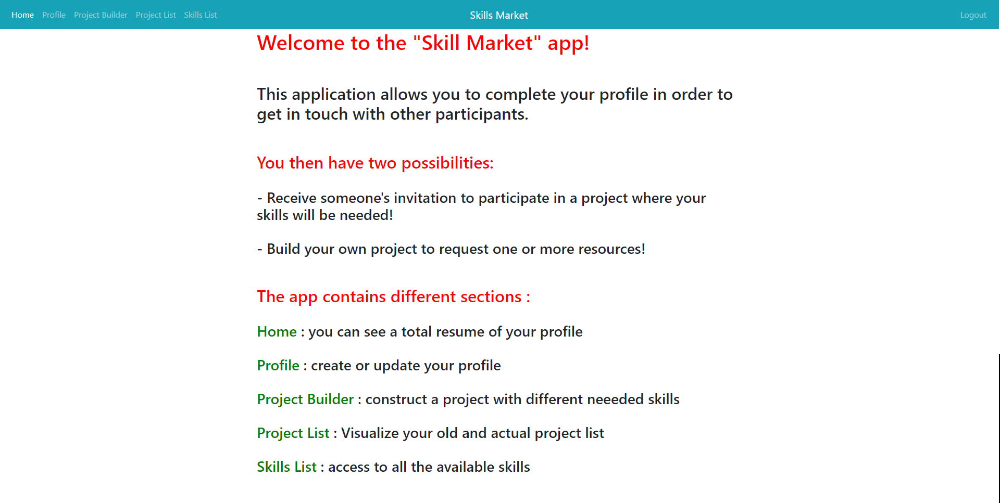 Home Profile Project Builder Project List Skills List Skills Market Logout
Welcome to the "Skill Market" app!
This application allows you to complete your profile in order to
get in touch with other participants.
You then have two possibilities:
- Receive someone's invitation to participate in a project where your
skills will be needed!
- Build your own project to request one or more resources!
The app contains different sections :
Home : you can see a total resume of your profile
Profile : create or update your profile
Project Builder : construct a project with different neeeded skills
Project List : Visualize your old and actual project list
Skills List : access to all the available skills